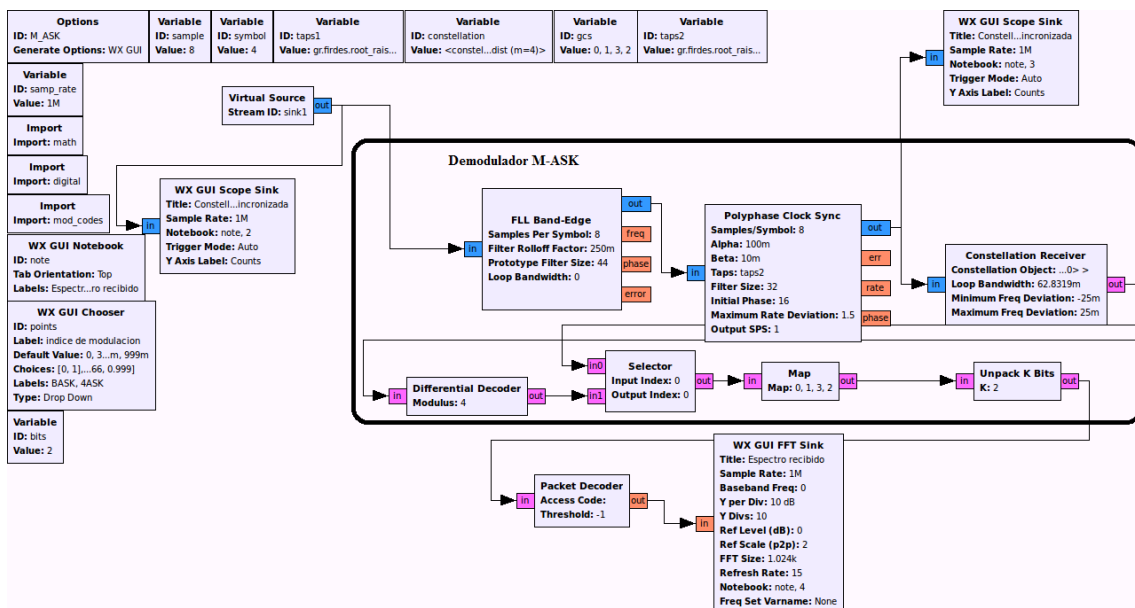 Options
ID: M_ASK
Generate Options: WX GUI
Variable
ID: sample
Value: 8
Variable
ID: symbol
Value: 4
Variable
ID: taps1
Value: gr.firdes.root_rais...
Variable
ID: constellation
Value: <constel...dist (m=4)>
Variable
ID: gcs
Value: 0, 1, 3, 2
Variable
ID: taps2
Value: gr.firdes.root_rais...
WX GUI Scope Sink
Title: Constell...incronizada
Sample Rate: 1M
Notebook: note, 3
Trigger Mode: Auto
Y Axis Label: Counts
in
Variable
ID: samp_rate
Value: 1M
Import
Import: math
Import
Import: digital
Import
Import: mod_codes
Virtual Source
Stream ID: sink1
out
Demodulador M-ASK
WX GUI Scope Sink
Title: Constell...incronizada
Sample Rate: 1M
Notebook: note, 2
Trigger Mode: Auto
Y Axis Label: Counts
in
FLL Band-Edge
Samples Per Symbol: 8
Filter Rolloff Factor: 250m
Prototype Filter Size: 44
Loop Bandwidth: 0
in
out
freq
phase
error
Polyphase Clock Sync
Samples/Symbol: 8
Alpha: 100m
Beta: 10m
Taps: taps2
Filter Size: 32
Initial Phase: 16
Maximum Rate Deviation: 1.5
Output SPS: 1
in
out
err
rate
phase
Constellation Receiver
Constellation Object: ...0> >
Loop Bandwidth: 62.8319m
Minimum Freq Deviation: -25m
Maximum Freq Deviation: 25m
in
out
WX GUI Notebook
ID: note
Tab Orientation: Top
Labels: Espectr...ro recibido
WX GUI Chooser
ID: points
Label: indice de modulacion
Default Value: 0, 3...m, 999m
Choices: [0, 1],...66, 0.999]
Labels: BASK, 4ASK
Type: Drop Down
Variable
ID: bits
Value: 2
Differential Decoder
Modulus: 4
in
out
Selector
Input Index: 0
Output Index: 0
in0
in1
out
Map
Map: 0, 1, 3, 2
in
out
Unpack K Bits
K: 2
in
out
Packet Decoder
Access Code:
Threshold: -1
in
out
WX GUI FFT Sink
Title: Espectro recibido
Sample Rate: 1M
Baseband Freq: 0
Y per Div: 10 dB
Y Divs: 10
Ref Level (dB): 0
Ref Scale (p2p): 2
FFT Size: 1.024k
Refresh Rate: 15
Notebook: note, 4
Freq Set Varname: None
in